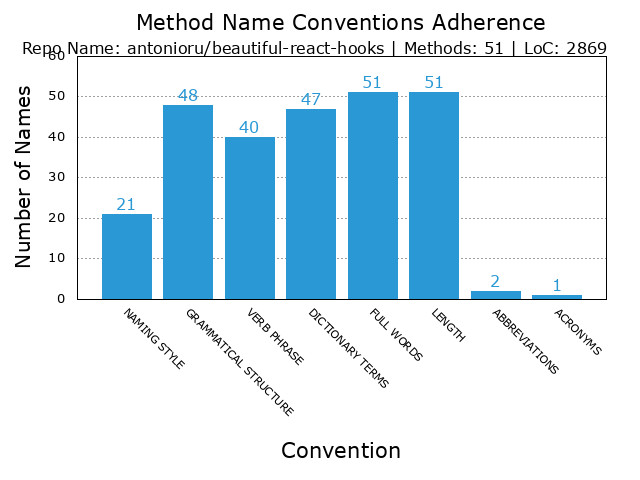 Method Name Conventions Adherence
Repo Name: antonioru/beautiful-react-hooks | Methods: 51 | LoC: 2869
Number of Names
60
50
40
30
20
10
0
21
48
40
47
51
51
2
1
NAMING STYLE
GRAMMATICAL STRUCTURE
VERB PHRASE
DICTIONARY TERMS
FULL WORDS
LENGTH
ABBREVIATIONS
ACRONYMS
Convention